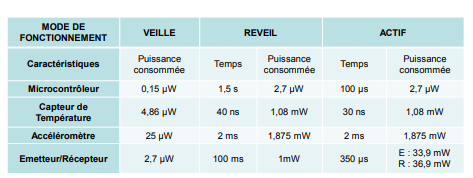 MODE DE FONCTIONNEMENT VEILLE REVEIL ACTIF
Caractéristiques Puissance consommée Temps Puissance consommée Temps Puissance consommée
Microcontrôleur 0,15 µW 1,5 s 2,7 µW 100 µs 2,7 µW
Capteur de Température 4,86 µW 40 ns 1,08 mW 30 ns 1,08 mW
Accéléromètre 25 µW 2 ms 1,875 mW 2 ms 1,875 mW
Emetteur/Récepteur 2,7 µW 100 ms 1mW 350 µs E : 33,9 mW
R : 36,9 mW